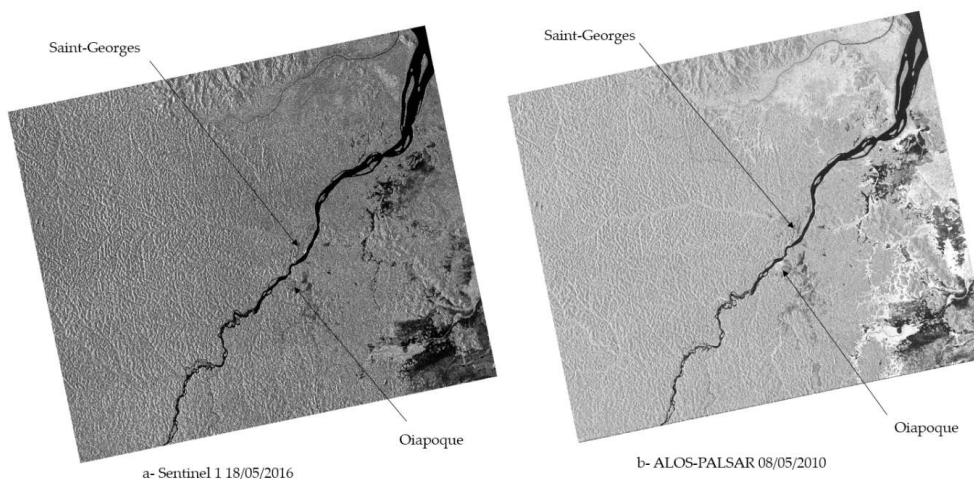 Saint-Georges
Oiapoque
a- Sentinel 1 18/05/2016
Saint-Georges
Oiapoque
b- ALOS-PALSAR 08/05/2010